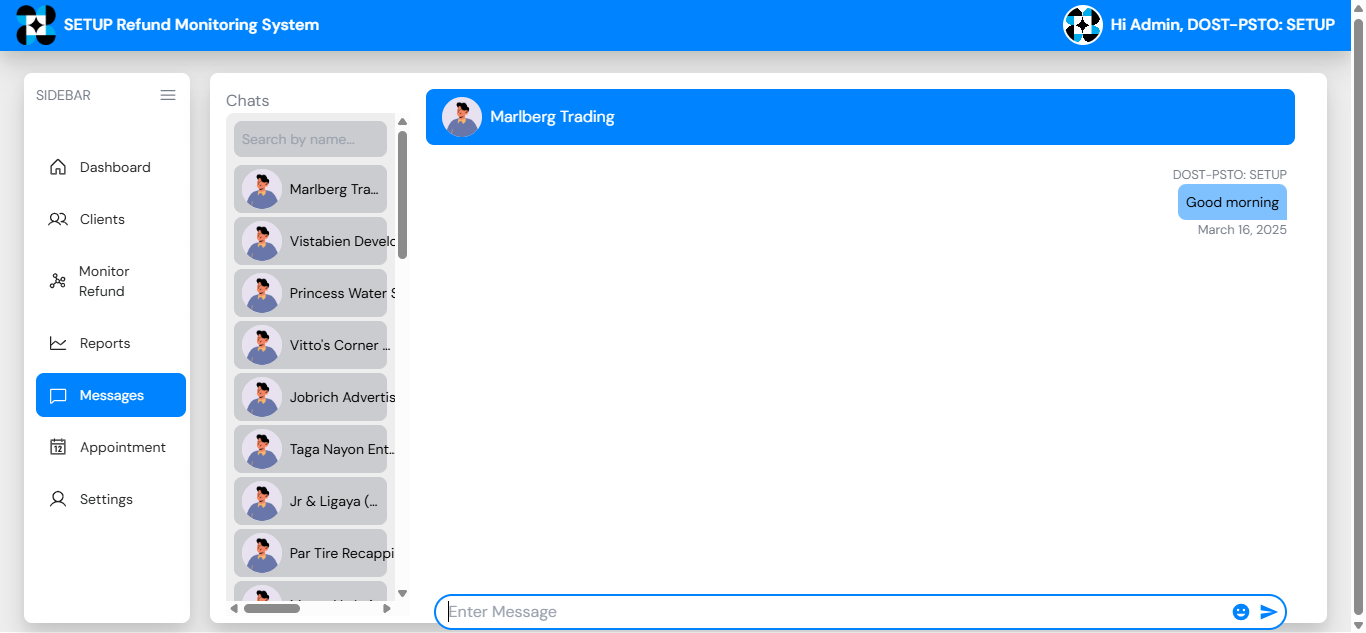 SETUP Refund Monitoring System
Hi Admin, DOST-PSTO: SETUP
SIDEBAR
Dashboard
Clients
Monitor
Refund
Reports
Messages
12
Appointment
Settings
Chats
Search by name...
Marlberg Tra...
Vistabien Develo
Princess Water S
Vitto's Corner ...
Jobrich Advertis
Taga Nayon Ent...
Jr & Ligaya (...
Par Tire Recappi
Marlberg Trading
DOST-PSTO: SETUP
Good morning
March 16, 2025
Enter Message